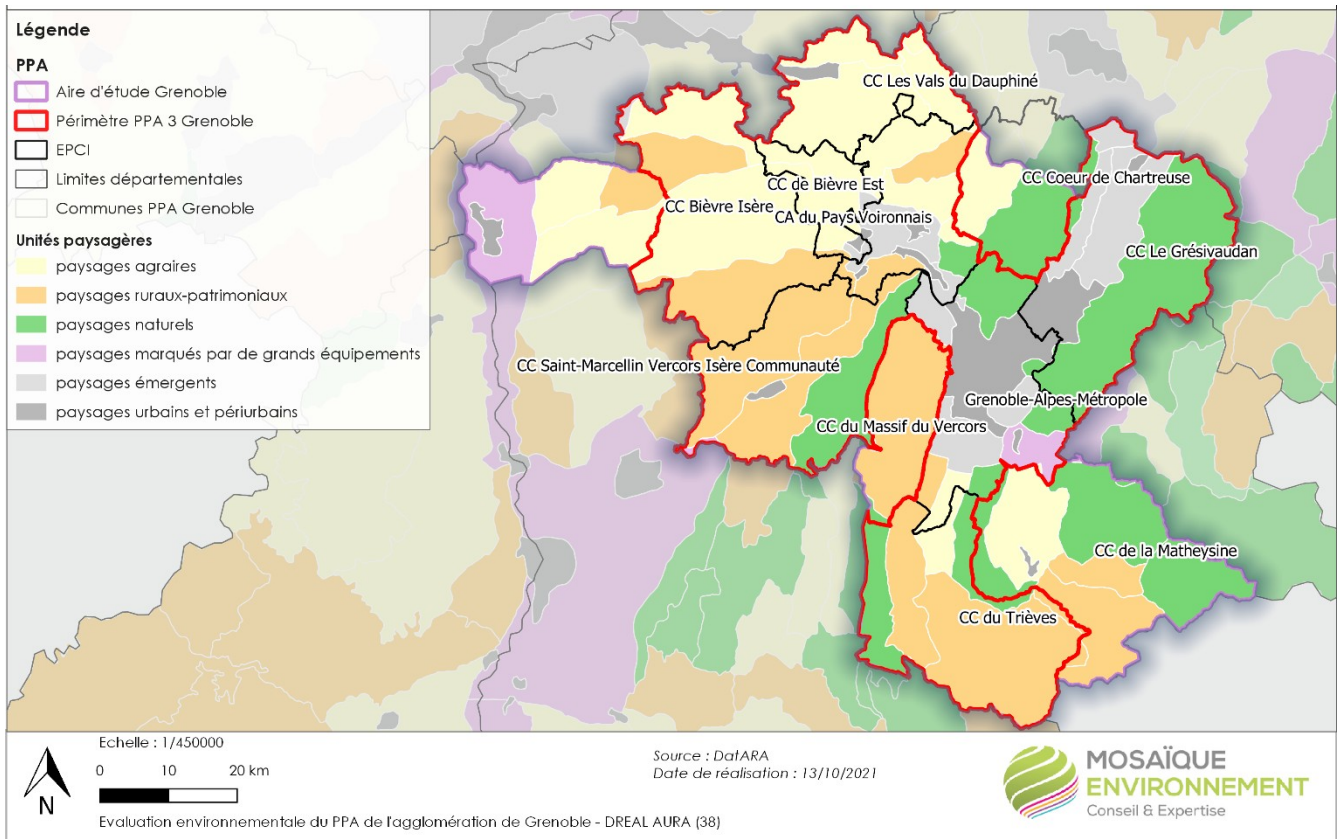 Légende
PPA
Aire d'étude Grenoble
Périmètre PPA 3 Grenoble
EPCI
Limites départementales
Communes PPA Grenoble
Unités paysagères
paysages agraires
paysages ruraux-patrimoniaux
paysages naturels
paysages marqués par de grands équipements
paysages émergents
paysages urbains et périurbains
CC Les Vals du Dauphiné
CC Coeur de Chartreuse
CC de Bièvre Est
CC Bièvre Isère
CA du Pays Voironnais
CC Le Grésivaudan
CC Saint-Marcellin Vercors Isère Communauté
Grenoble-Alpes-Métropole
CC du Massif du Vercors
CC de la Matheysine
CC du Trièves
N
Echelle : 1/450000
0 10 20 km
Evaluation environnementale du PPA de l'agglomération de Grenoble - DREAL AURA (38)
Source : DatARA
Date de réalisation : 13/10/2021
MOSAÏQUE
ENVIRONNEMENT
Conseil & Expertise